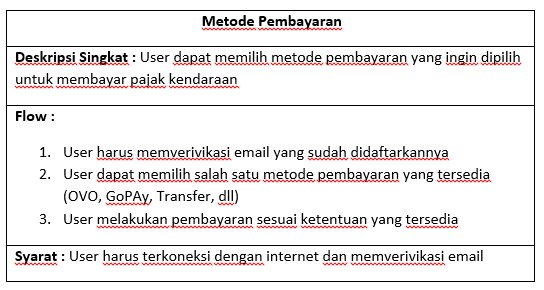 Metode Pembayaran
Deskripsi Singkat : User dapat memilih metode pembayaran yang ingin dipilih
untuk membayar pajak kendaraan
Flow :
1. User harus memverivikasi email yang sudah didaftarkannya
2. User dapat memilih salah satu metode pembayaran yang tersedia
(OVO, GoPAy, Transfer, dll)
3. User melakukan pembayaran sesuai ketentuan yang tersedia
Syarat : User harus terkoneksi dengan internet dan memverivikasi email